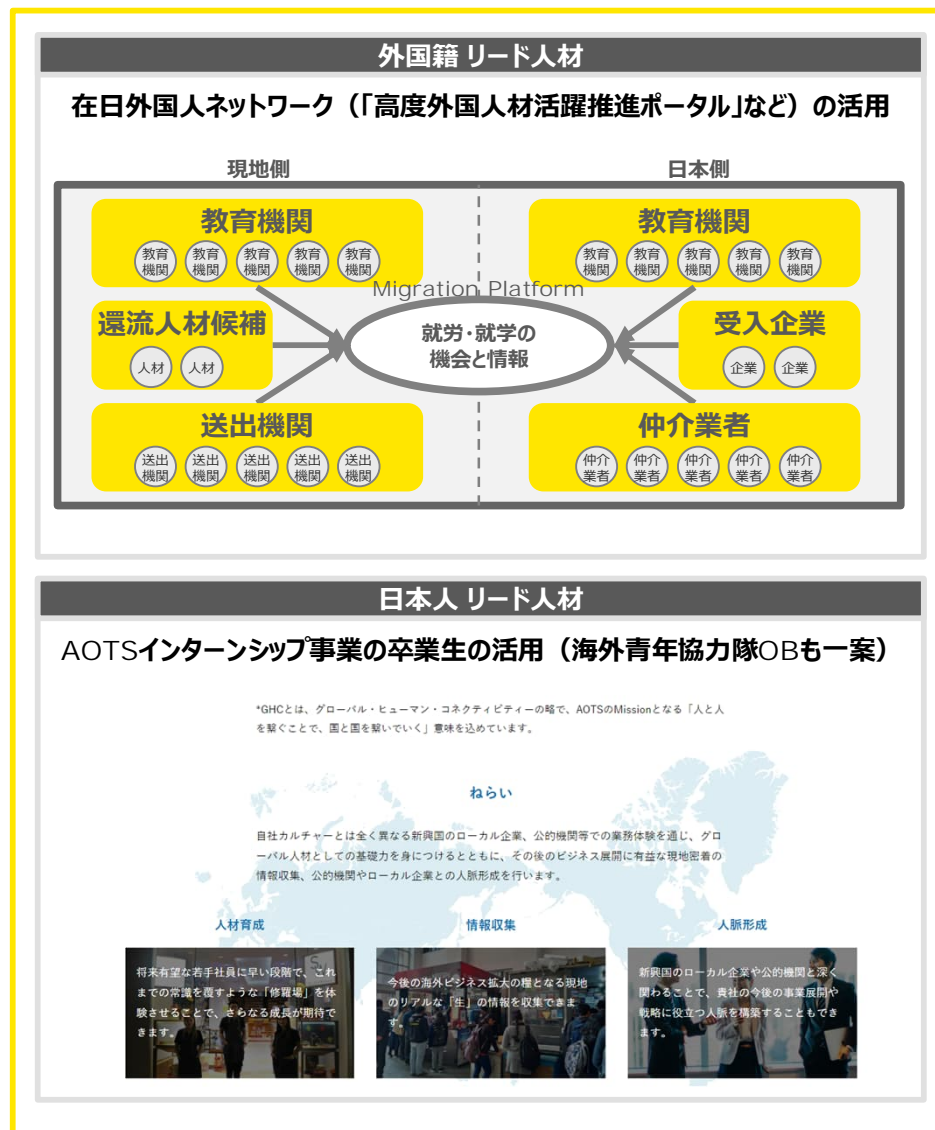 外国籍 リード人材
在日外国人ネットワーク（「高度外国人材活躍推進ポータル」など）の活用
現地側
日本側
教育機関
教育
機関
教育
機関
教育
機関
教育
機関
教育
機関
教育機関
教育
機関
教育
機関
教育
機関
教育
機関
教育
機関
Migration Platform
還流人材候補
人材
人材
就労・就学の
機会と情報
受入企業
企業
企業
送出機関
送出
機関
送出
機関
送出
機関
送出
機関
送出
機関
仲介業者
仲介
業者
仲介
業者
仲介
業者
仲介
業者
仲介
業者
日本人 リード人材
AOTSインターンシップ事業の卒業生の活用（海外青年協力隊OBも一案）
*GHCとは、グローバル・ヒューマン・コネクティビティーの略で、AOTSのMissionとなる「人と人
を繋ぐことで、国と国を繋いでいく」意味を込めています。
ねらい
自社カルチャーとは全く異なる新興国のローカル企業、公的機関等での業務体験を通じ、グロ
ーバル人材としての基礎力を身につけるとともに、その後のビジネス展開に有益な現地密着の
情報収集、公的機関やローカル企業との人脈形成を行います。
人材育成
将来有望な若手社員に早い段階で、これ
までの常識を覆すような「修羅場」を体
験させることで、さらなる成長が期待で
きます。
情報収集
今後の海外ビジネス拡大の糧となる現地
のリアルな「生」の情報を収集できま
す。
人脈形成
新興国のローカル企業や公的機関と深く
関わることで、貴社の今後の事業展開や
戦略に役立つ人脈を構築することもでき
ます。